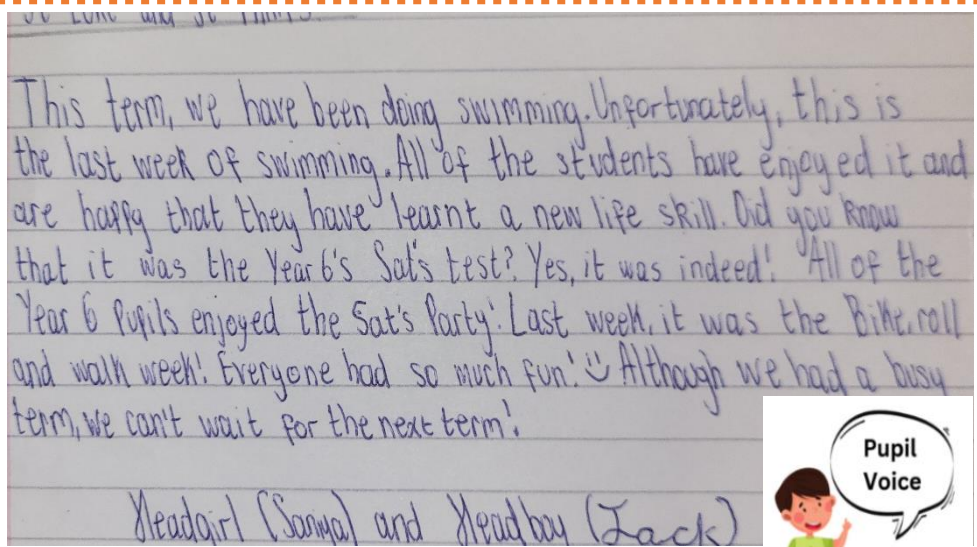 This term, we have been doing swimming. Unfortunately, this is
the last week of swimming. All of the students have enjoyed it and
are happy that they have learnt a new life skill. Did you know
that it was the Year 6's Sat's test? Yes, it was indeed! All of the
Year 6 Pupils enjoyed the Sat's Party! Last week, it was the Bike, roll
and walk week! Everyone had so much fun! Although we had a busy
term, we can't wait for the next term!
Headgirl (Saniya) and Headboy (Jack)
Pupil
Voice